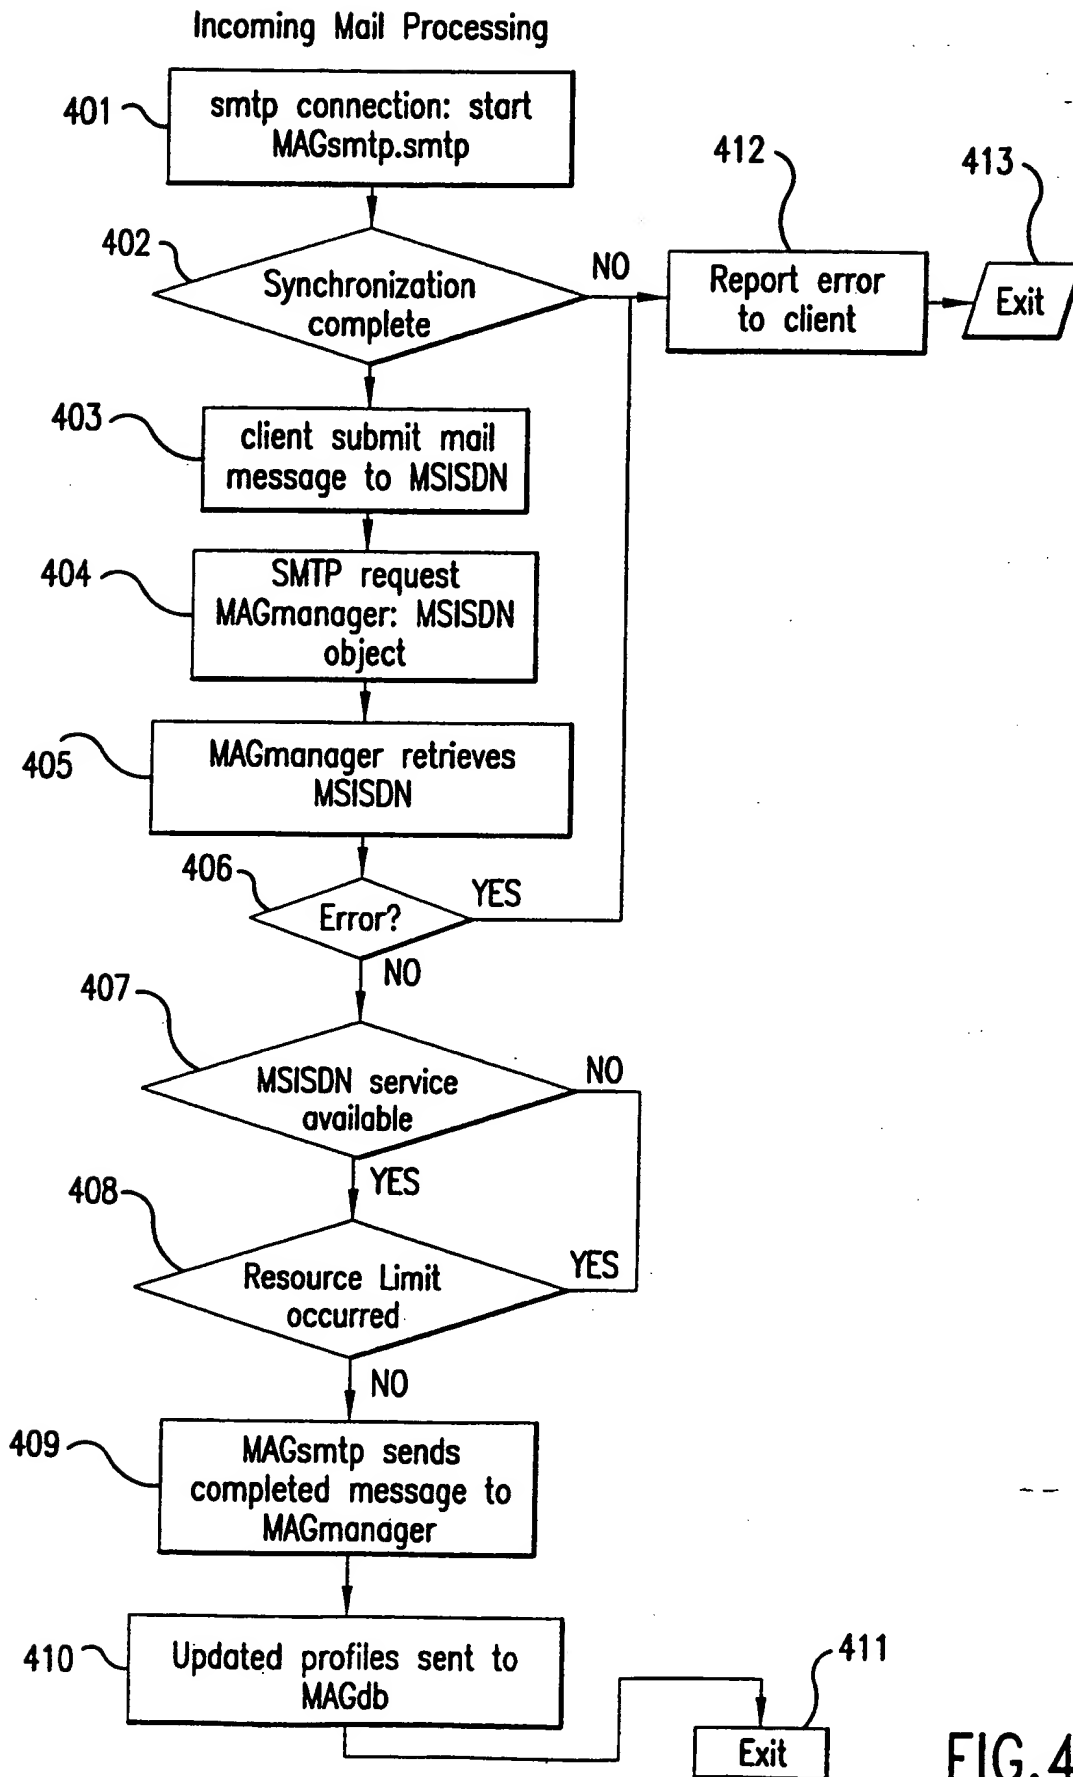 Incoming Mail Processing
401
smtp connection: start
MAGsmtp.smtp
412
413
402
Synchronization
complete
NO
Report error
to client
Exit
403
client submit mail
message to MSISDN
404
SMTP request
MAGmanager: MSISDN
object
405
MAGmanager retrieves
MSISDN
406
Error?
YES
NO
407
MSISDN service
available
NO
YES
408
Resource Limit
occurred
YES
NO
409
MAGsmtp sends
completed message to
MAGmanager
410
Updated profiles sent to
MAGdb
411
Exit
FIG.4